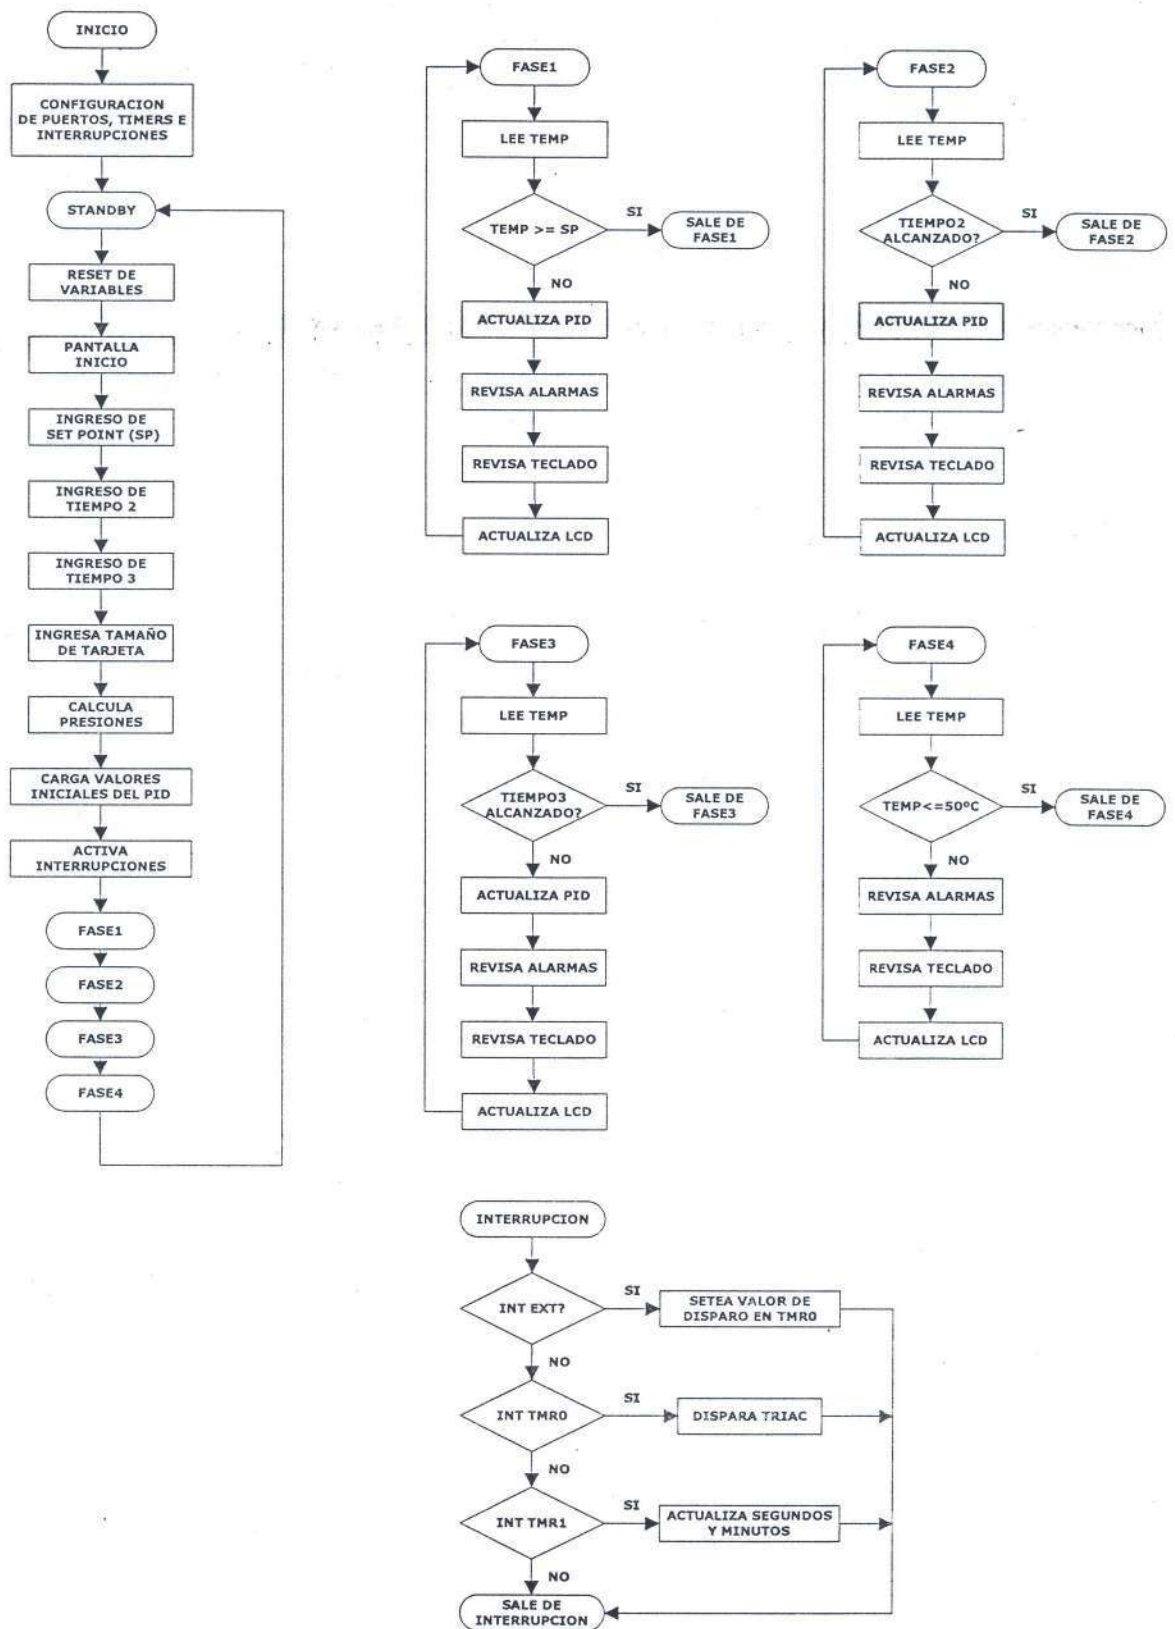 INICIO
CONFIGURACION
DE PUERTOS, TIMERS E
INTERRUPCIONES
STANDBY
RESET DE
VARIABLES
PANTALLA
INICIO
INGRESO DE
SET POINT (SP)
INGRESO DE
TIEMPO 2
INGRESO DE
TIEMPO 3
INGRESA TAMAÑO
DE TARJETA
CALCULA
PRESIONES
CARGA VALORES
INICIALES DEL PID
ACTIVA
INTERRUPCIONES
FASE1
FASE2
FASE3
FASE4
FASE1
LEE TEMP
TEMP >= SP
SI
SALE DE
FASE1
NO
ACTUALIZA PID
REVISA ALARMAS
REVISA TECLADO
ACTUALIZA LCD
FASE2
LEE TEMP
TIEMPO2
ALCANZADO?
SI
SALE DE
FASE2
NO
ACTUALIZA PID
REVISA ALARMAS
REVISA TECLADO
ACTUALIZA LCD
FASE3
LEE TEMP
TIEMPO3
ALCANZADO?
SI
SALE DE
FASE3
NO
ACTUALIZA PID
REVISA ALARMAS
REVISA TECLADO
ACTUALIZA LCD
FASE4
LEE TEMP
TEMP<=50ºC
SI
SALE DE
FASE4
NO
REVISA ALARMAS
REVISA TECLADO
ACTUALIZA LCD
INTERRUPCION
INT EXT?
SI
SETEA VALOR DE
DISPARO EN TMR0
NO
INT TMR0
SI
DISPARA TRIAC
NO
INT TMR1
SI
ACTUALIZA SEGUNDOS
Y MINUTOS
NO
SALE DE
INTERRUPCION